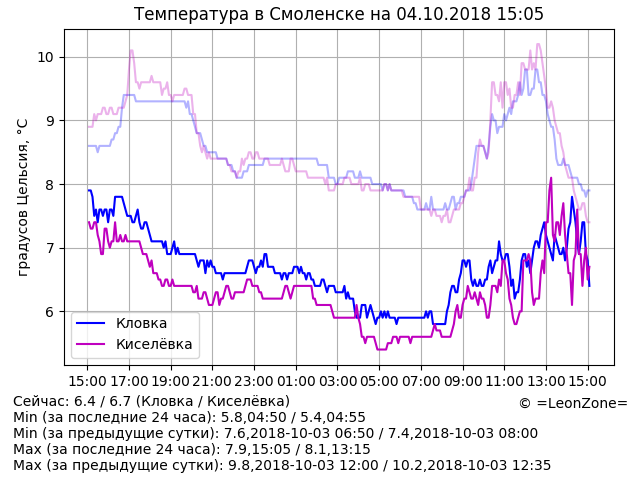 Температура в Смоленске на 04.10.2018 15:05
градусов Цельсия, °C
10
9
8
7
6
Кловка
Киселёвка
15:00 17:00 19:00 21:00 23:00 01:00 03:00 05:00 07:00 09:00 11:00 13:00 15:00
Сейчас: 6.4 / 6.7 (Кловка / Киселёвка)
© =LeonZone=
Min (за последние 24 часа): 5.8,04:50 / 5.4,04:55
Min (за предыдущие сутки): 7.6,2018-10-03 06:50 / 7.4,2018-10-03 08:00
Max (за последние 24 часа): 7.9,15:05 / 8.1,13:15
Max (за предыдущие сутки): 9.8,2018-10-03 12:00 / 10.2,2018-10-03 12:35